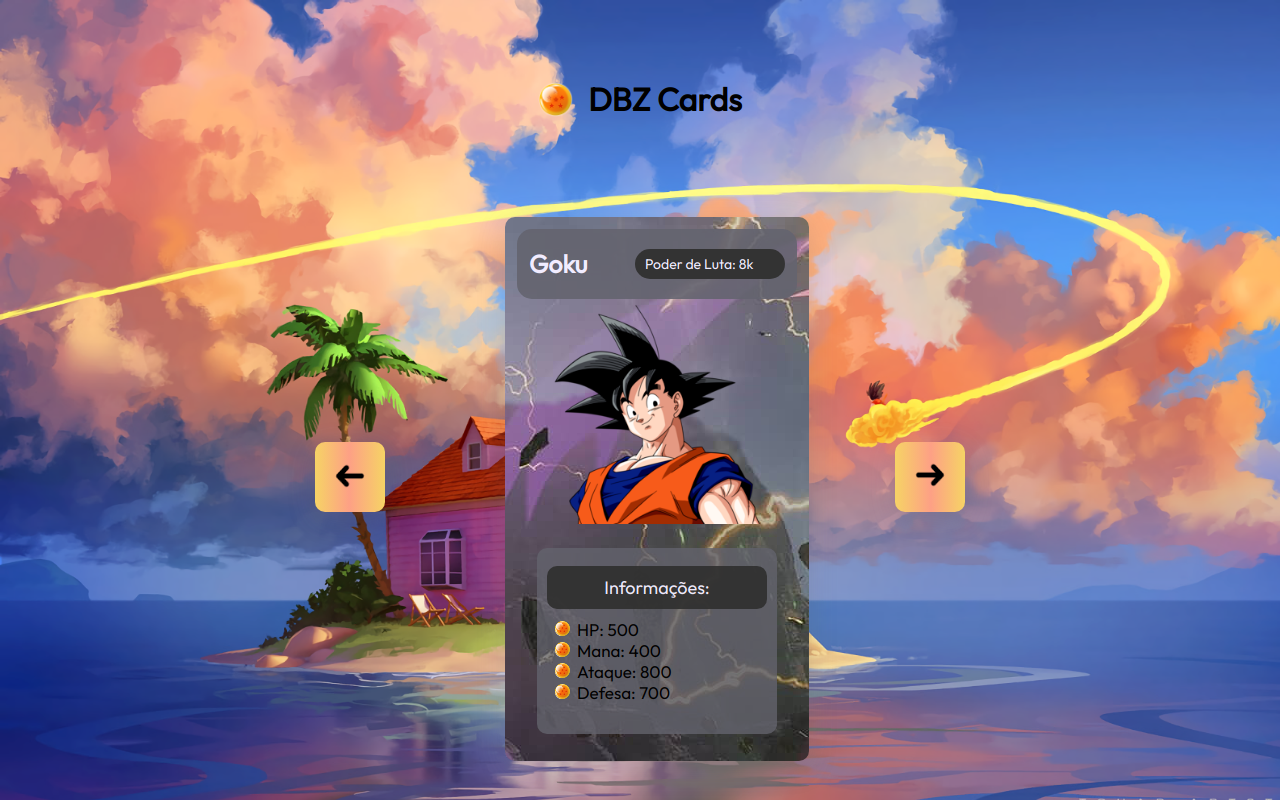 DBZ Cards
Goku
Poder de Luta: 8k
Informações:
HP: 500
Mana: 400
Ataque: 800
Defesa: 700